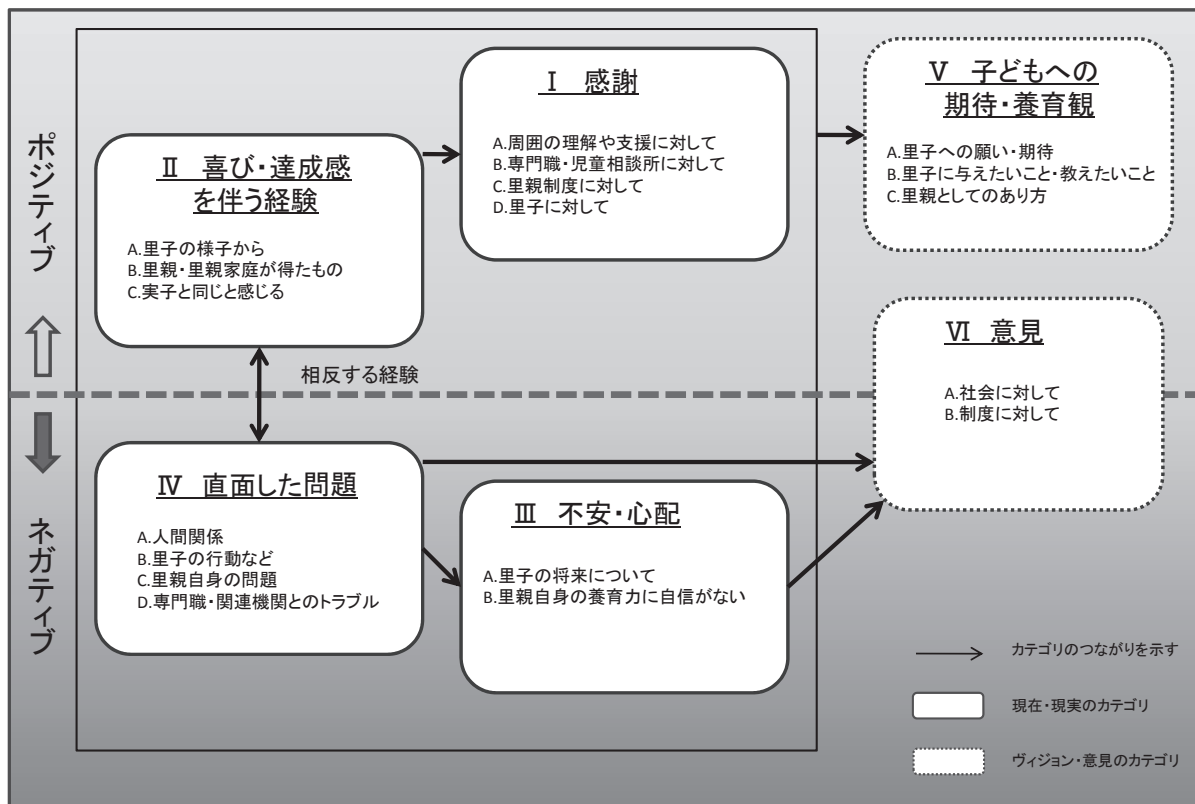 ポジティブ
ネガティブ
Ⅰ 感謝
A.周囲の理解や支援に対して
B.専門職・児童相談所に対して
C.里親制度に対して
D.里子に対して
Ⅱ 喜び・達成感
を伴う経験
A.里子の様子から
B.里親・里親家庭が得たもの
C.実子と同じと感じる
Ⅴ 子どもへの
期待・養育観
A.里子への願い・期待
B.里子に与えたいこと・教えたいこと
C.里親としてのあり方
相反する経験
Ⅵ 意見
A.社会に対して
B.制度に対して
Ⅳ 直面した問題
A.人間関係
B.里子の行動など
C.里親自身の問題
D.専門職・関連機関とのトラブル
Ⅲ 不安・心配
A.里子の将来について
B.里親自身の養育力に自信がない
カテゴリのつながりを示す
現在・現実のカテゴリ
ヴィジョン・意見のカテゴリ